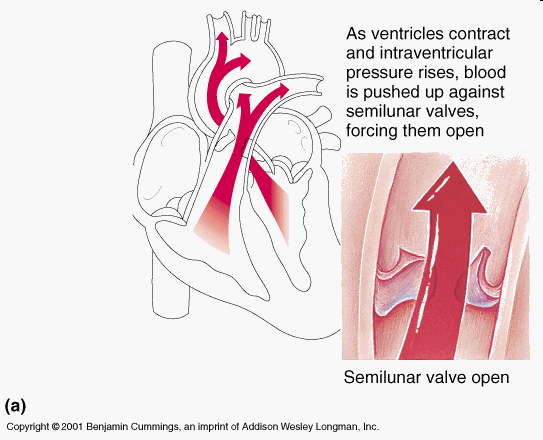 As ventricles contract
and intraventricular
pressure rises, blood
is pushed up against
semilunar valves,
forcing them open
Semilunar valve open
(a)
Copyright © 2001 Benjamin Cummings, an imprint of Addison Wesley Longman, Inc.